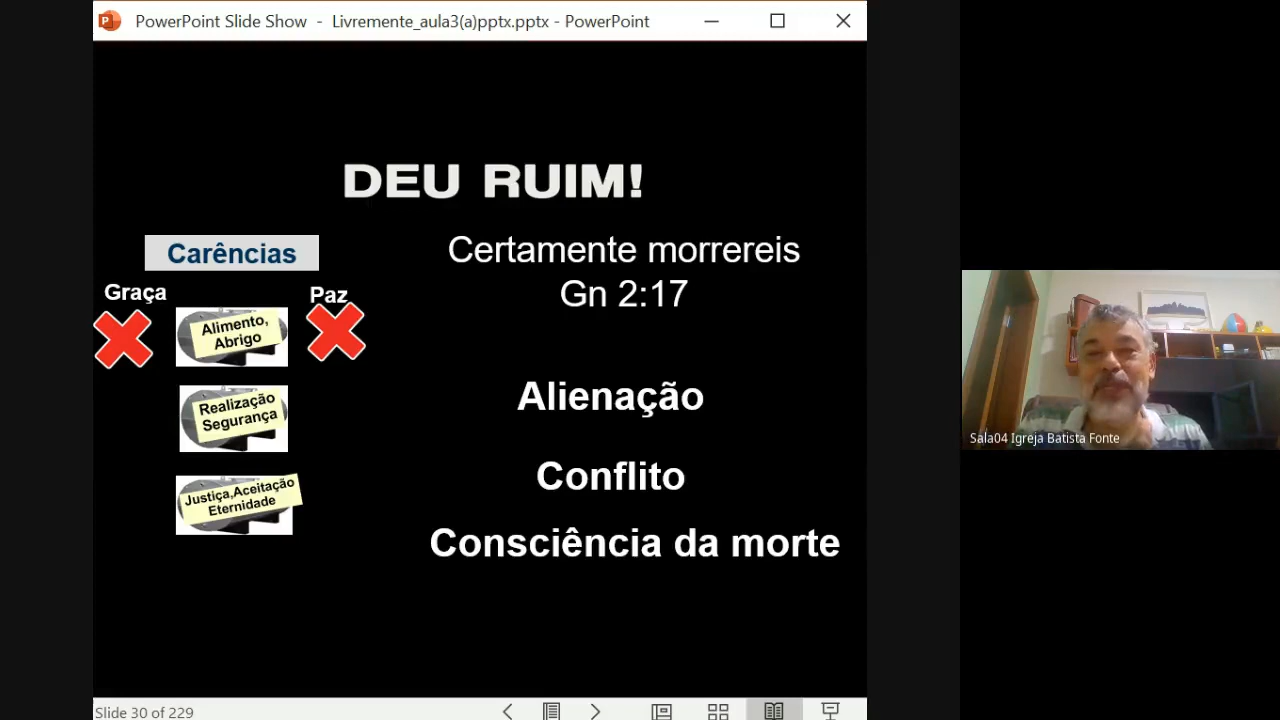 PowerPoint Slide Show - Livremente_aula3(a)pptx.pptx - PowerPoint
DEU RUIM!
Carências
Graça
Paz
Alimento,
Abrigo
Realização
Segurança
Justiça,Aceitação
Eternidade
Certamente morrereis
Gn 2:17
Alienação
Conflito
Consciência da morte
Sala04 Igreja Batista Fonte
Slide 30 of 229